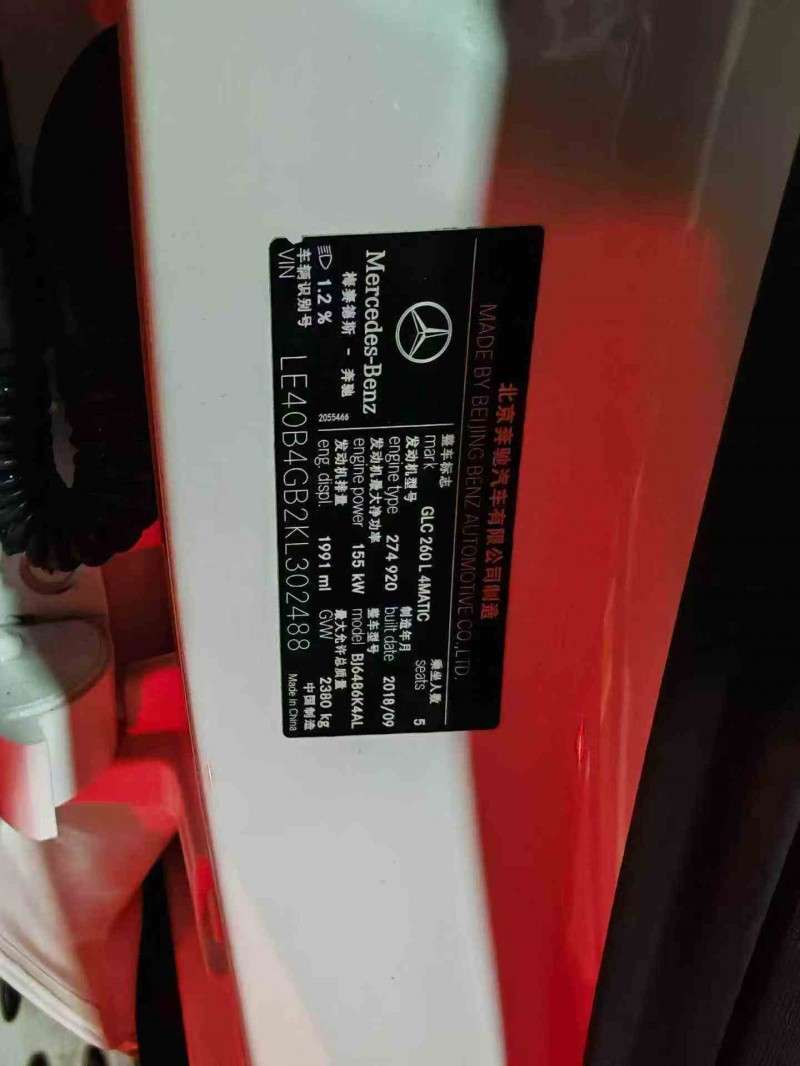 北京奔驰汽车有限公司制造
MADE BY BEIJING BENZ AUTOMOTIVE CO.,LTD.
Mercedes-Benz
梅赛德斯 - 奔驰
1.2 %
2055466
整车标志 mark GLC 260 L 4MATIC 乘坐人数 seats 5
发动机型号 engine type 274 920 制造年月 built date 2018/09
发动机最大净功率 engine power 155 kW 整车型号 model BJ6486K4AL
发动机排量 eng. displ. 1991 ml 最大允许总质量 GVW 2380 kg
车辆识别号 VIN LE40B4GB2KL302488 中国制造 Made in China